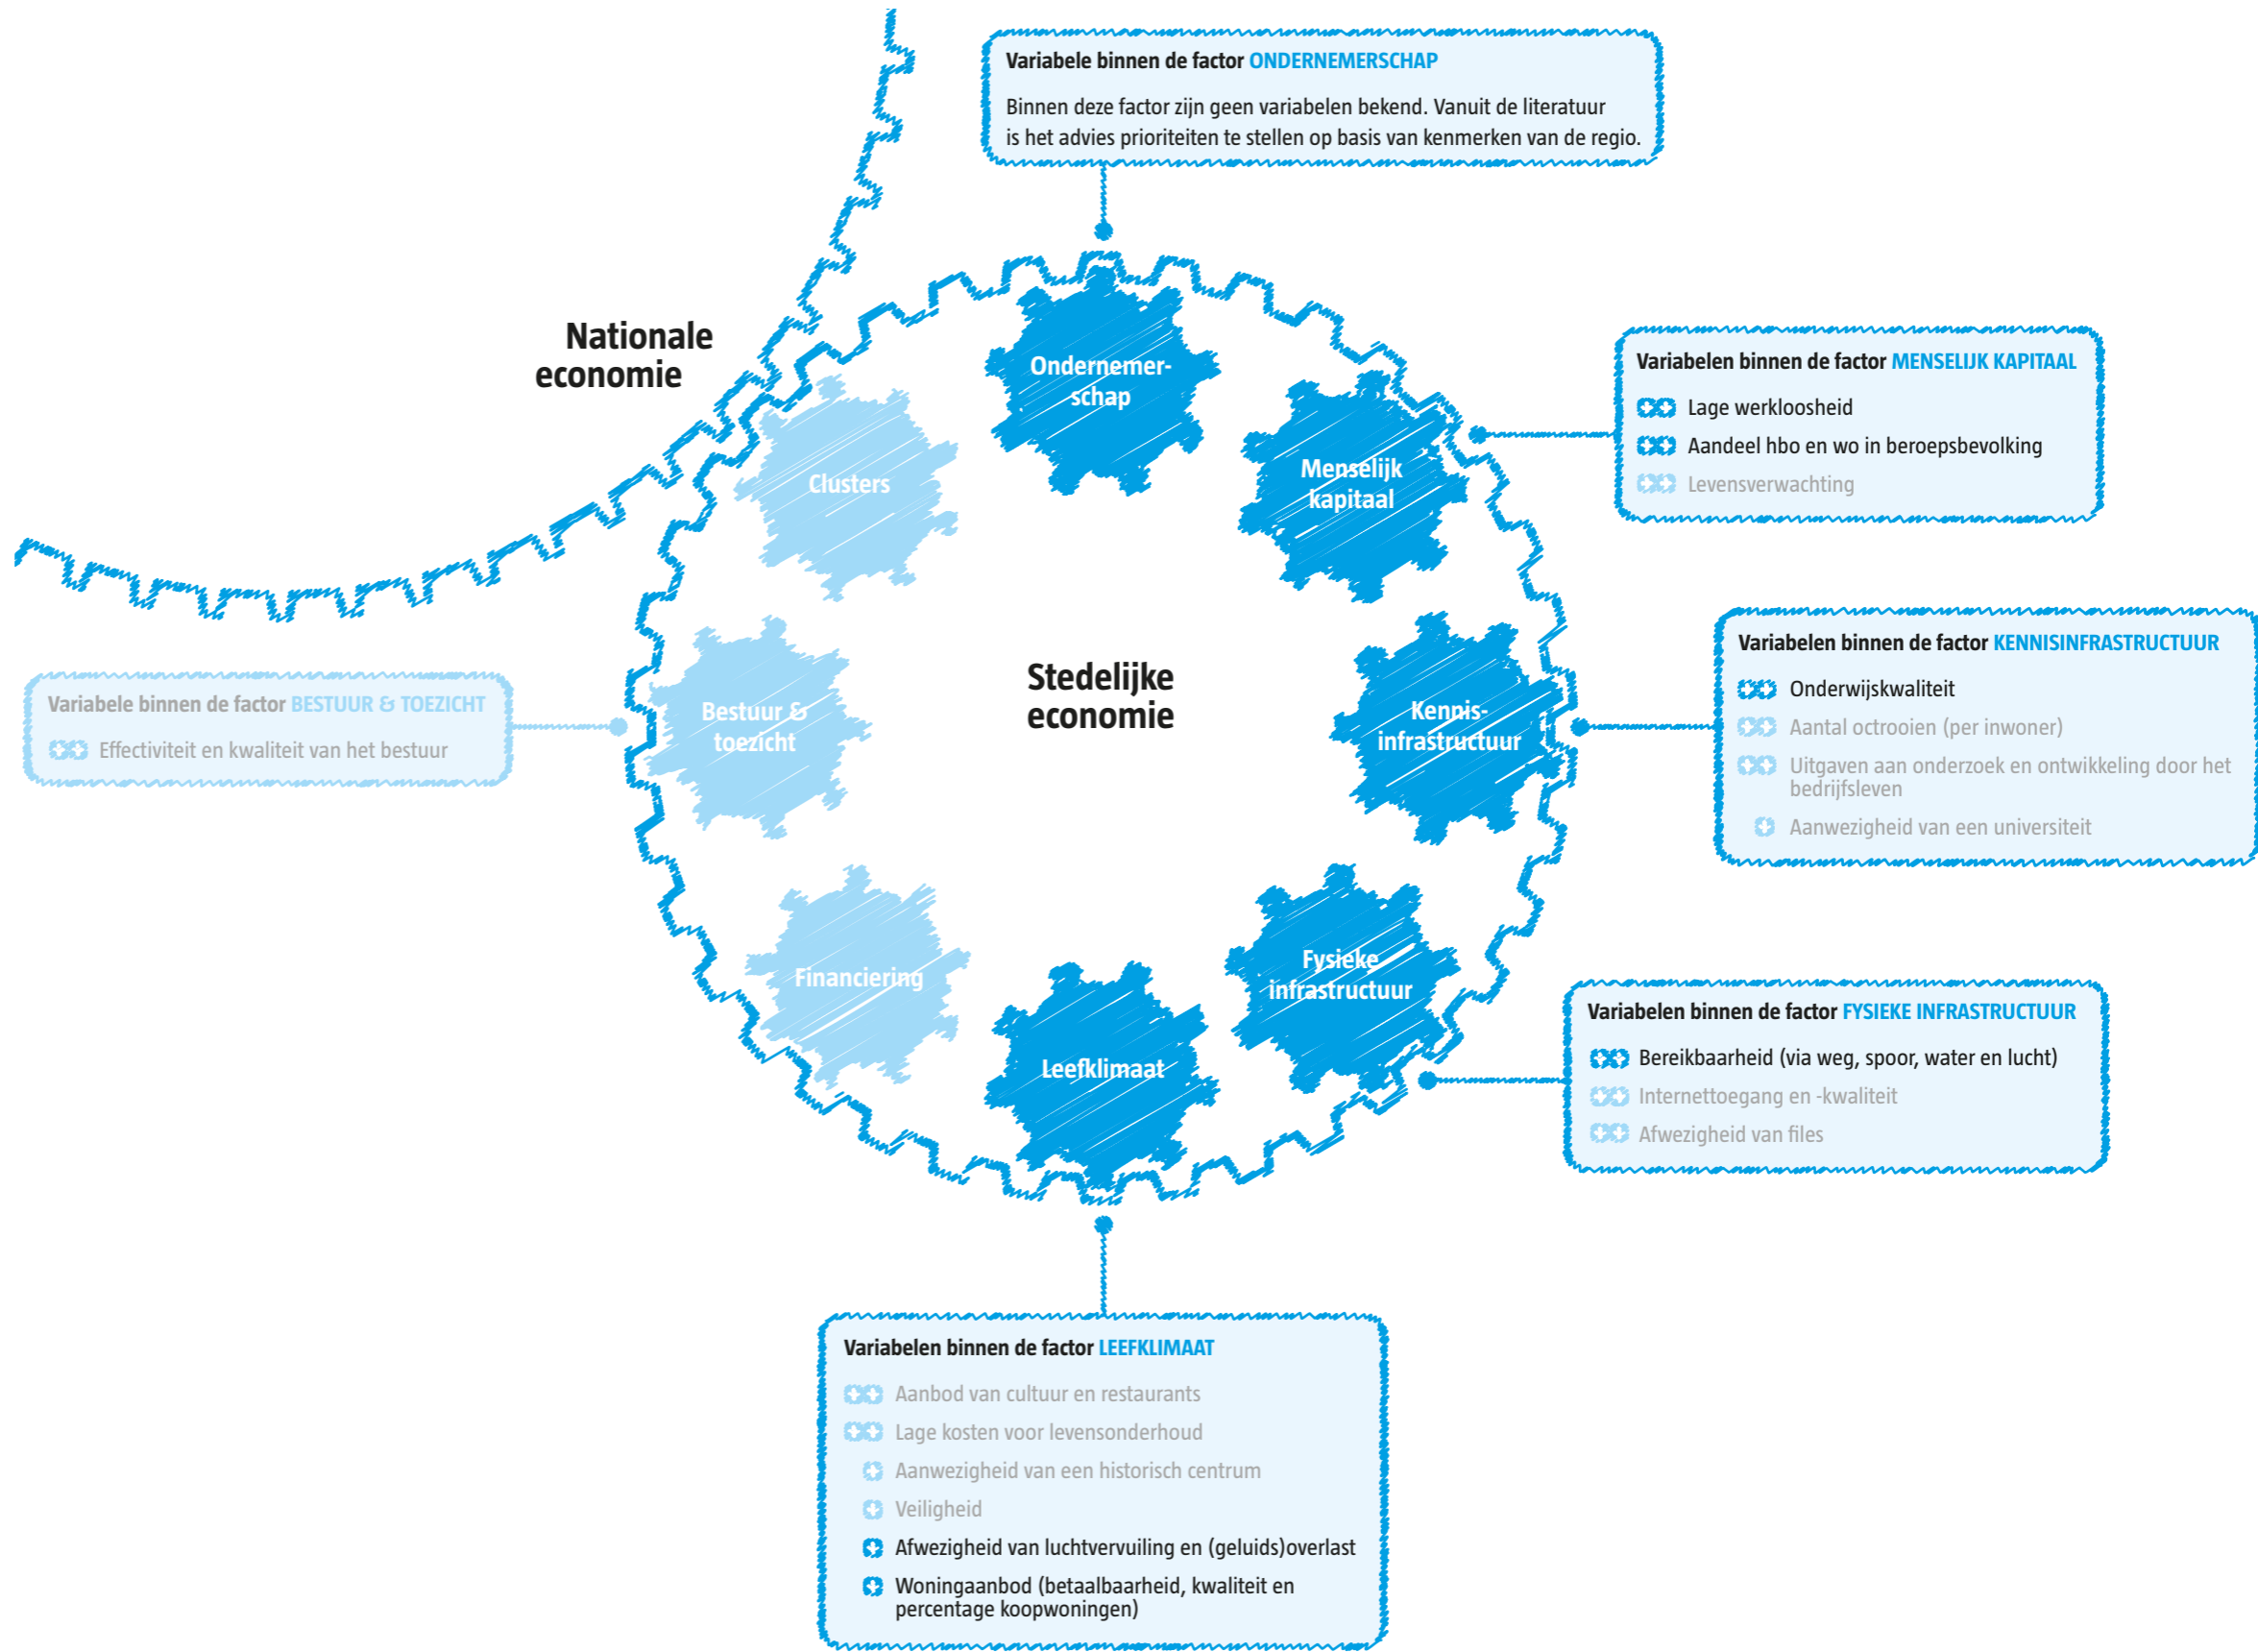 Variabele binnen de factor ONDERNEMERSCHAP
Binnen deze factor zijn geen variabelen bekend. Vanuit de literatuur
is het advies prioriteiten te stellen op basis van kenmerken van de regio.
Nationale
economie
Ondernemer-
schap
Clusters
Menselijk
kapitaal
Variabelen binnen de factor MENSELIJK KAPITAAL
Lage werkloosheid
Aandeel hbo en wo in beroepsbevolking
Levensverwachting
Stedelijke
economie
Bestuur &
toezicht
Kennis-
infrastructuur
Variabele binnen de factor BESTUUR & TOEZICHT
Effectiviteit en kwaliteit van het bestuur
Variabelen binnen de factor KENNISINFRASTRUCTUUR
Onderwijskwaliteit
Aantal octrooien (per inwoner)
Uitgaven aan onderzoek en ontwikkeling door het
bedrijfsleven
Aanwezigheid van een universiteit
Financiering
Fysieke
infrastructuur
Leefklimaat
Variabelen binnen de factor FYSIEKE INFRASTRUCTUUR
Bereikbaarheid (via weg, spoor, water en lucht)
Internettoegang en -kwaliteit
Afwezigheid van files
Variabelen binnen de factor LEEFKLIMAAT
Aanbod van cultuur en restaurants
Lage kosten voor levensonderhoud
Aanwezigheid van een historisch centrum
Veiligheid
Afwezigheid van luchtvervuiling en (geluids)overlast
Woningaanbod (betaalbaarheid, kwaliteit en
percentage koopwoningen)